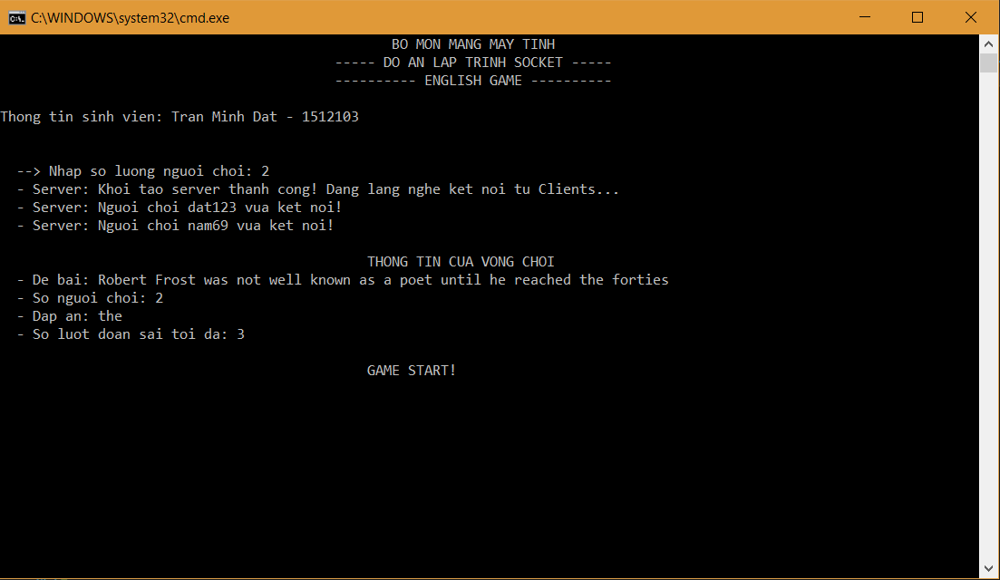 C:\WINDOWS\system32\cmd.exe
BO MON MANG MAY TINH
----- DO AN LAP TRINH SOCKET -----
---------- ENGLISH GAME ----------
Thong tin sinh vien: Tran Minh Dat - 1512103
--> Nhap so luong nguoi choi: 2
- Server: Khoi tao server thanh cong! Dang lang nghe ket noi tu Clients...
- Server: Nguoi choi dat123 vua ket noi!
- Server: Nguoi choi nam69 vua ket noi!
THONG TIN CUA VONG CHOI
- De bai: Robert Frost was not well known as a poet until he reached the forties
- So nguoi choi: 2
- Dap an: the
- So luot doan sai toi da: 3
GAME START!